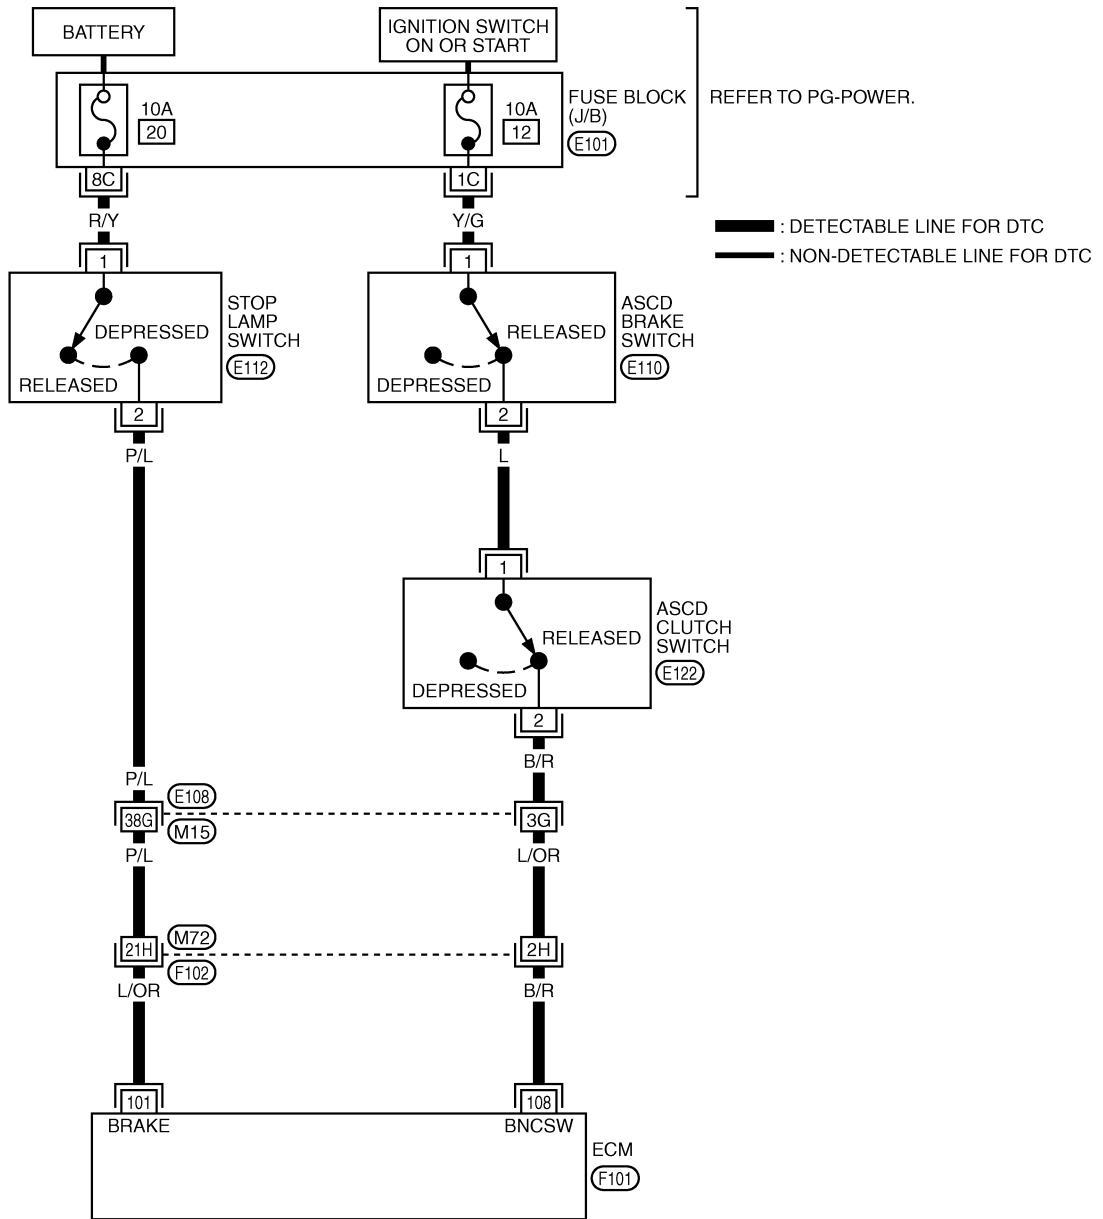 BATTERY
IGNITION SWITCH
ON OR START
10A
20
10A
12
FUSE BLOCK
(J/B)
E101
REFER TO PG-POWER.
8C
1C
R/Y
Y/G
: DETECTABLE LINE FOR DTC
: NON-DETECTABLE LINE FOR DTC
1
1
DEPRESSED
RELEASED
STOP
LAMP
SWITCH
E112
RELEASED
DEPRESSED
ASCD
BRAKE
SWITCH
E110
2
2
P/L
L
1
RELEASED
DEPRESSED
ASCD
CLUTCH
SWITCH
E122
2
B/R
P/L
E108
38G
M15
3G
P/L
L/OR
M72
21H
F102
2H
L/OR
B/R
101
108
BRAKE
BNCSW
ECM
F101